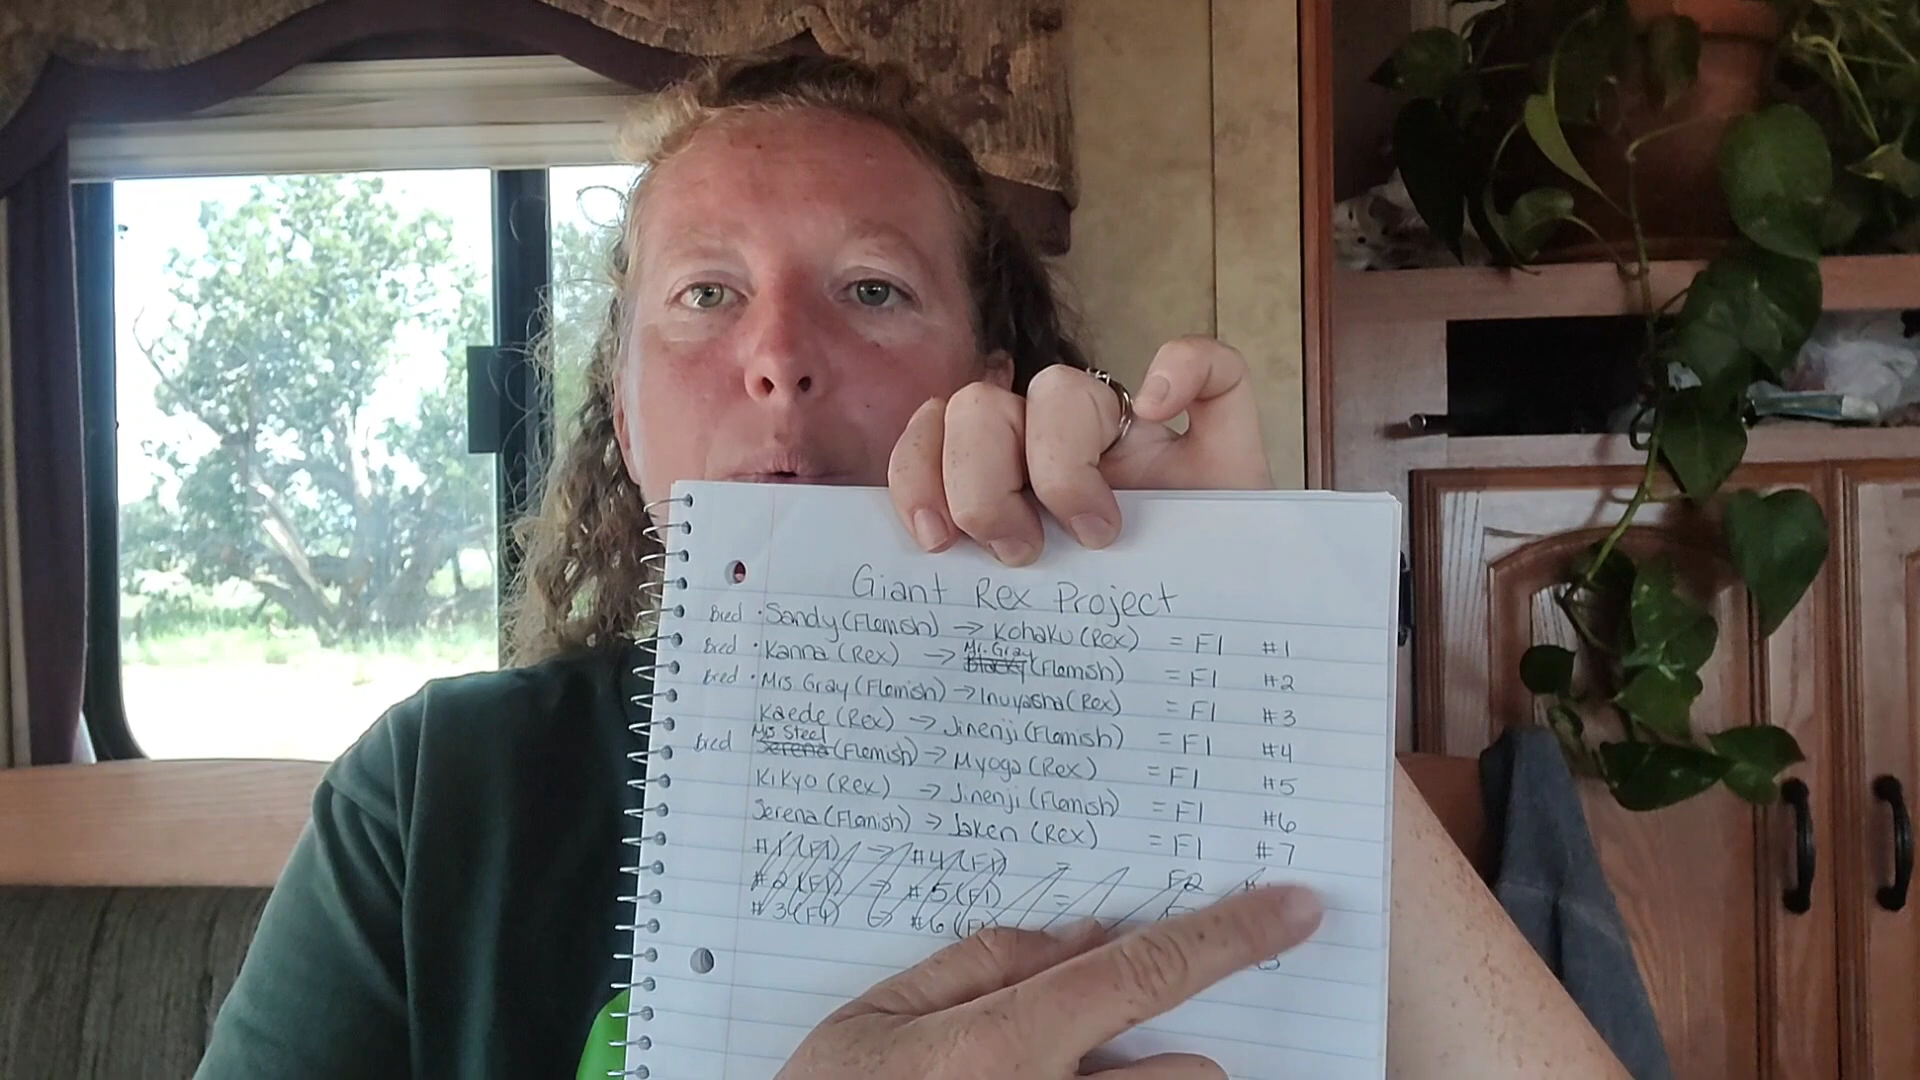 Giant Rex Project
Bred • Sandy (Flemish) → Kohaku (Rex) = F1 #1
Mr. Gray
Bred • Kanna (Rex) → Blacky (Flemish) = F1 #2
Bred • Mrs. Gray (Flemish) → Inuyasha (Rex) = F1 #3
Kaede (Rex) → Jinenji (Flemish) = F1 #4
Ms Steel
Bred Serena (Flemish) → Myoga (Rex) = F1 #5
Kikyo (Rex) → Jinenji (Flemish) = F1 #6
Serena (Flemish) → Jaken (Rex) = F1 #7
#1 (F1) → #4 (F1) = F2
#2 (F1) → #5 (F1) =
#3 (F1) → #6 (F1)